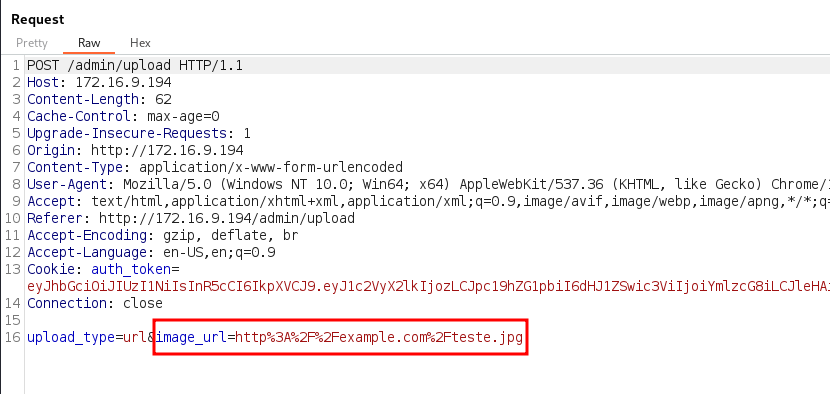 Request
Pretty Raw Hex
1 POST /admin/upload HTTP/1.1
2 Host: 172.16.9.194
3 Content-Length: 62
4 Cache-Control: max-age=0
5 Upgrade-Insecure-Requests: 1
6 Origin: http://172.16.9.194
7 Content-Type: application/x-www-form-urlencoded
8 User-Agent: Mozilla/5.0 (Windows NT 10.0; Win64; x64) AppleWebKit/537.36 (KHTML, like Gecko) Chrome/1
9 Accept: text/html,application/xhtml+xml,application/xml;q=0.9,image/avif,image/webp,image/apng,*/*;q=
10 Referer: http://172.16.9.194/admin/upload
11 Accept-Encoding: gzip, deflate, br
12 Accept-Language: en-US,en;q=0.9
13 Cookie: auth_token=
eyJhbGciOiJIUzI1NiIsInR5cCI6IkpXVCJ9.eyJ1c2VyX2lkIjozLCJpc19hZG1pbiI6dHJ1ZSwic3ViIjoiYmlzcG8iLCJleHAi
14 Connection: close
15
16 upload_type=url&image_url=http%3A%2F%2Fexample.com%2Fteste.jpg